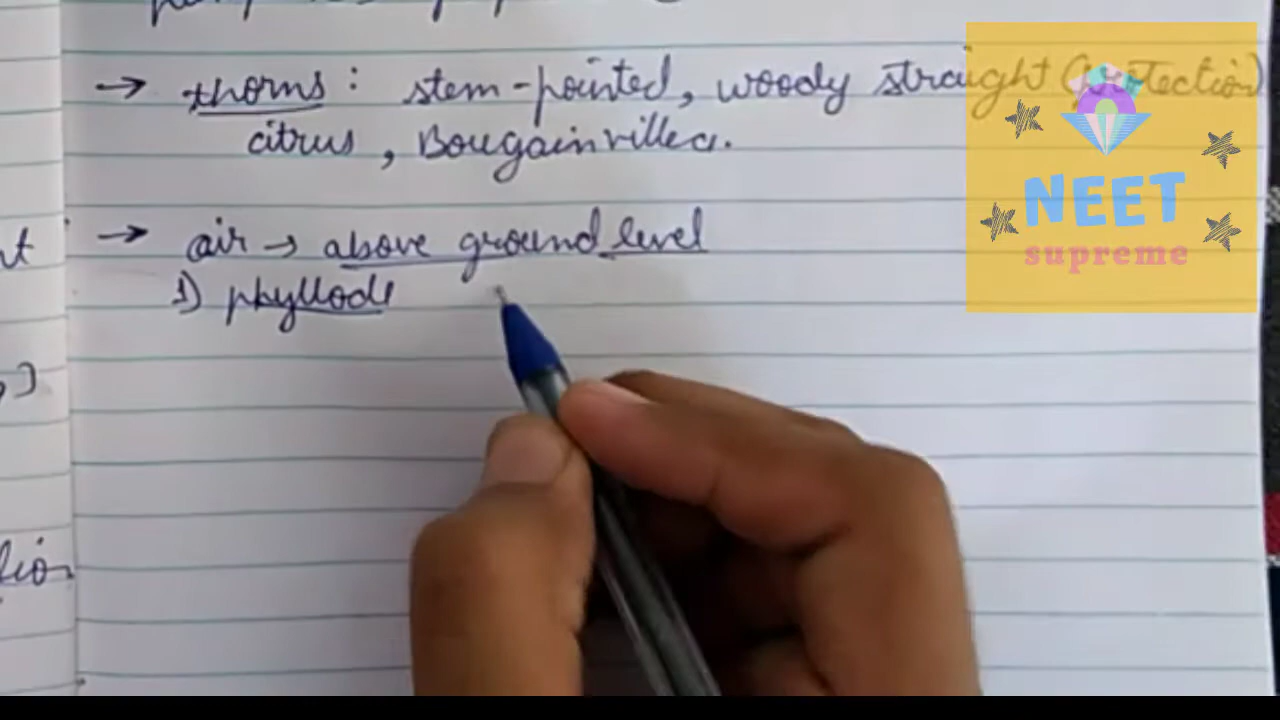 → thorns : stem-pointed, woody straight (protection)
citrus, Bougainvillea.
→ air → above ground level
1) phyllode
NEET
supreme